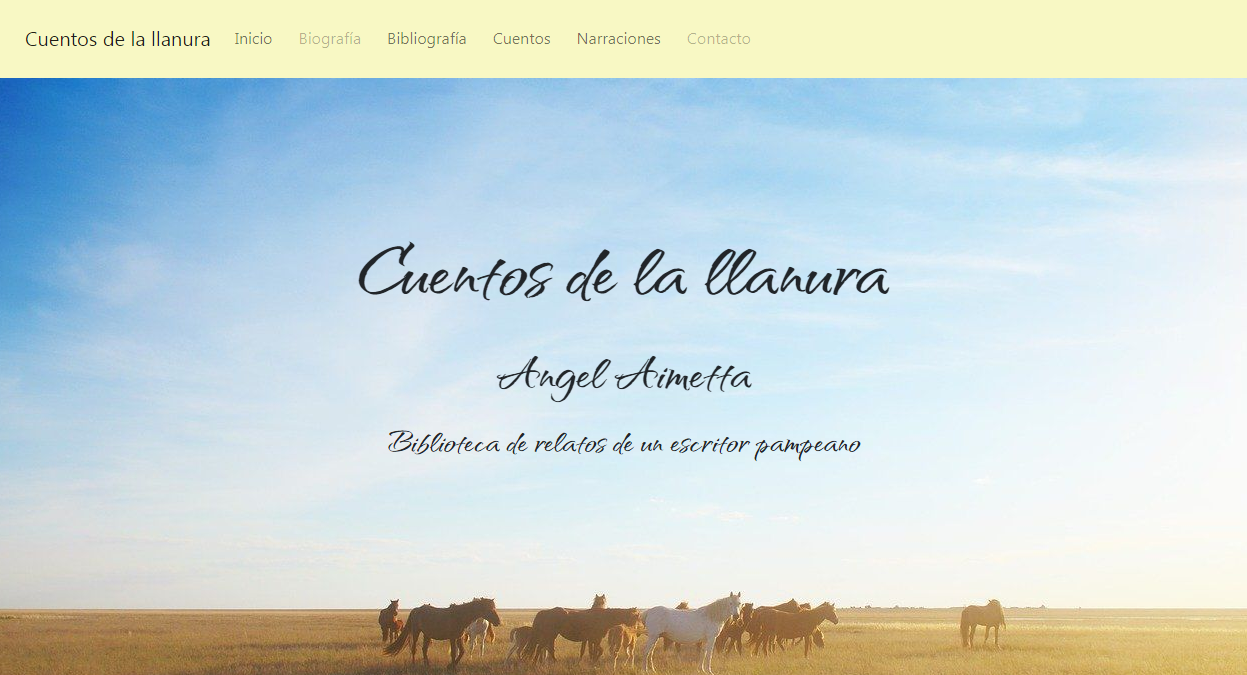 Cuentos de la llanura Inicio Biografía Bibliografía Cuentos Narraciones Contacto
Cuentos de la llanura
Angel Aimetta
Biblioteca de relatos de un escritor pampeano